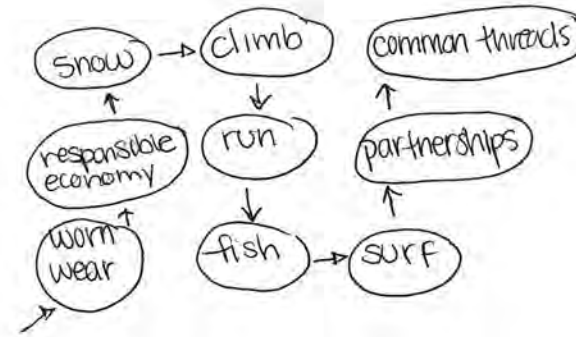 snow
climb
common threads
responsible
economy
run
partnerships
worn
wear
fish
surf